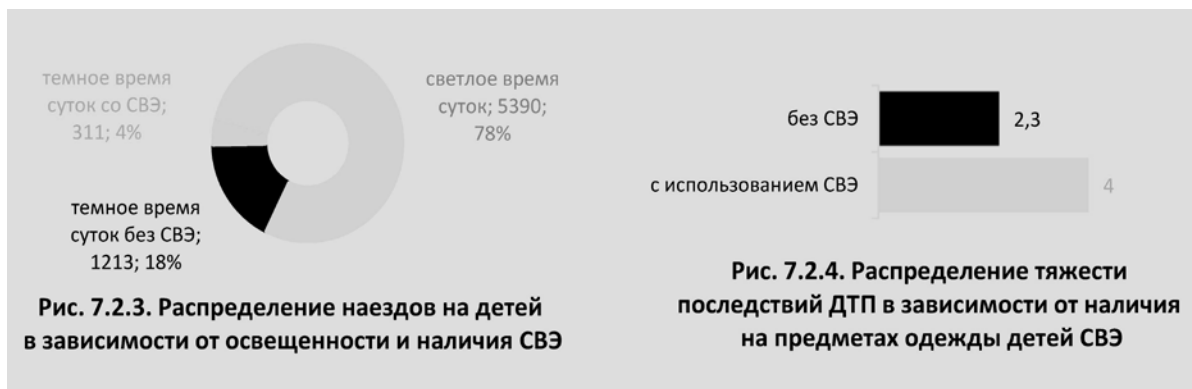 темное время
суток со СВЭ;
311; 4%
светлое время
суток; 5390;
78%
темное время
суток без СВЭ;
1213; 18%
Рис. 7.2.3. Распределение наездов на детей
в зависимости от освещенности и наличия СВЭ
без СВЭ
2,3
с использованием СВЭ
4
Рис. 7.2.4. Распределение тяжести
последствий ДТП в зависимости от наличия
на предметах одежды детей СВЭ